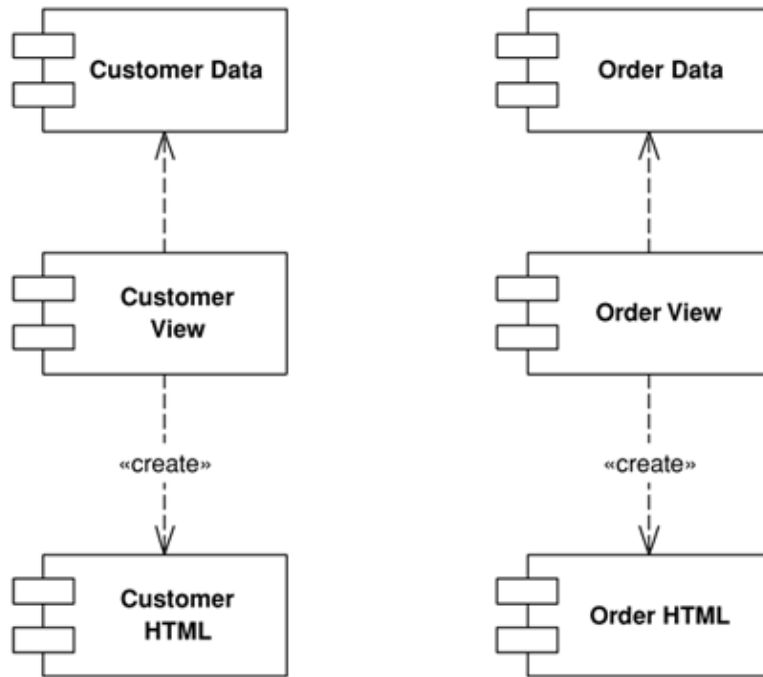 Customer Data
Order Data
Customer
View
Order View
«create»
«create»
Customer
HTML
Order HTML